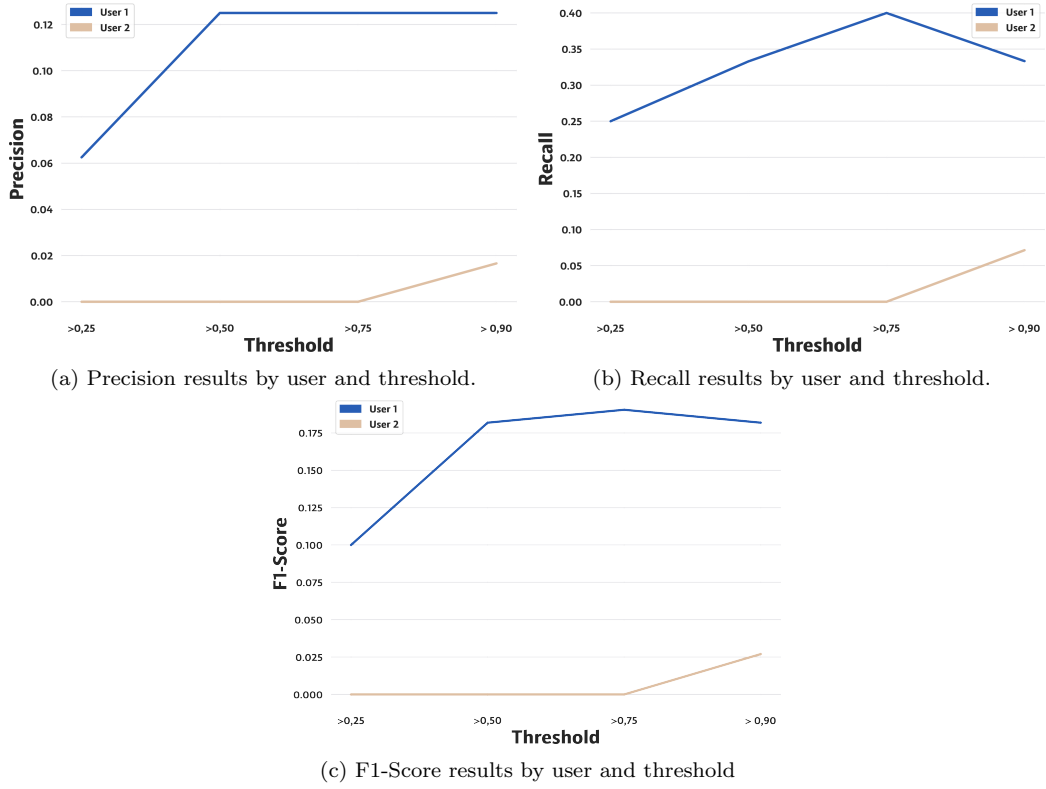 User 1
User 2
0.12
0.10
0.08
0.06
0.04
0.02
0.00
Precision
>0,25 >0,50 >0,75 > 0,90
Threshold
(a) Precision results by user and threshold.
User 1
User 2
0.40
0.35
0.30
0.25
0.20
0.15
0.10
0.05
0.00
Recall
>0,25 >0,50 >0,75 > 0,90
Threshold
(b) Recall results by user and threshold.
User 1
User 2
0.175
0.150
0.125
0.100
0.075
0.050
0.025
0.000
F1-Score
>0,25 >0,50 >0,75 > 0,90
Threshold
(c) F1-Score results by user and threshold